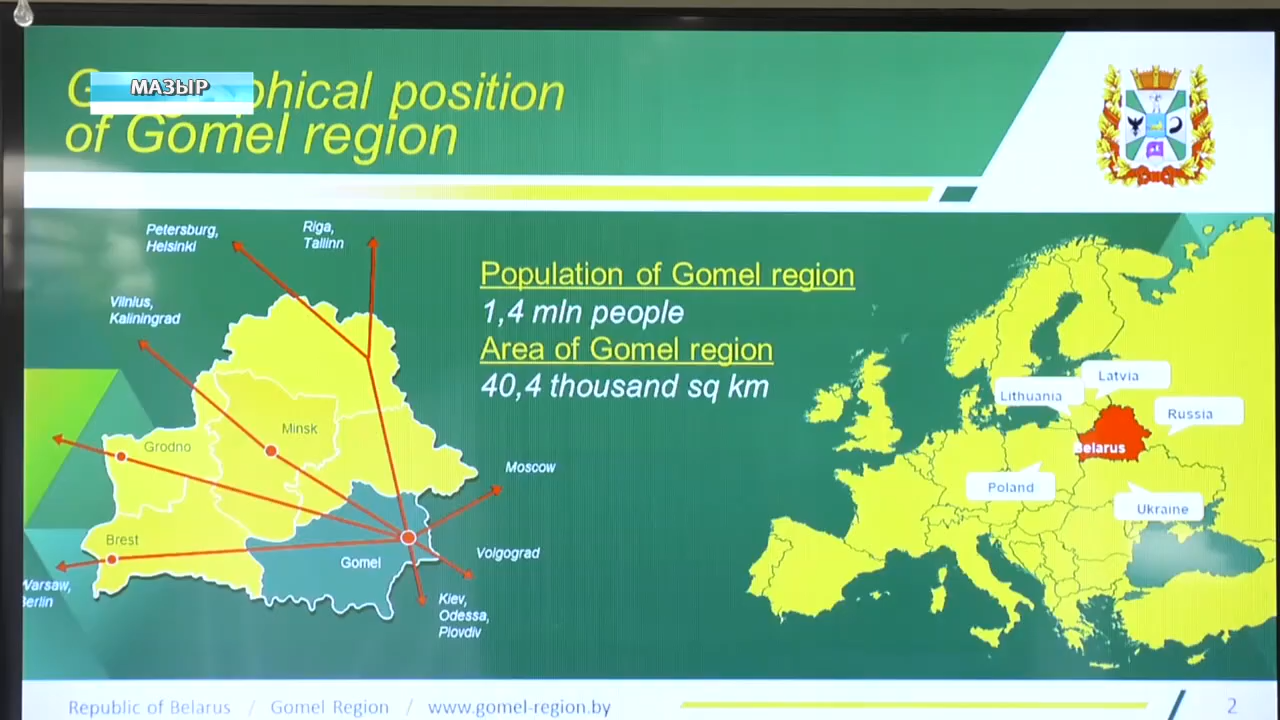 МАЗЫР
Geographical position
of Gomel region
Petersburg,
Helsinki
Riga,
Tallinn
Vilnius,
Kaliningrad
Population of Gomel region
1,4 mln people
Area of Gomel region
40,4 thousand sq km
Grodno
Minsk
Brest
Gomel
Moscow
Volgograd
Kiev,
Odessa,
Plovdiv
Warsaw,
Berlin
Latvia
Lithuania
Russia
Belarus
Poland
Ukraine
Republic of Belarus / Gomel Region / www.gomel-region.by
2